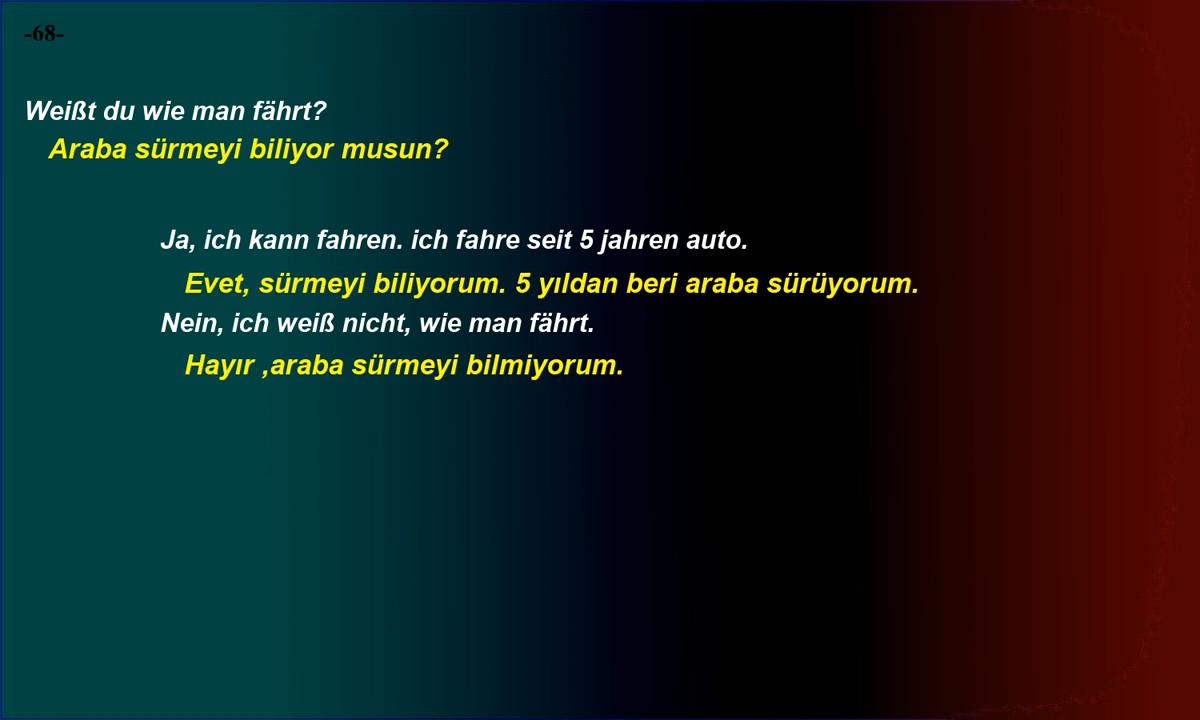 -68-
Weißt du wie man fährt?
Araba sürmeyi biliyor musun?
Ja, ich kann fahren. ich fahre seit 5 jahren auto.
Evet, sürmeyi biliyorum. 5 yıldan beri araba sürüyorum.
Nein, ich weiß nicht, wie man fährt.
Hayır ,araba sürmeyi bilmiyorum.